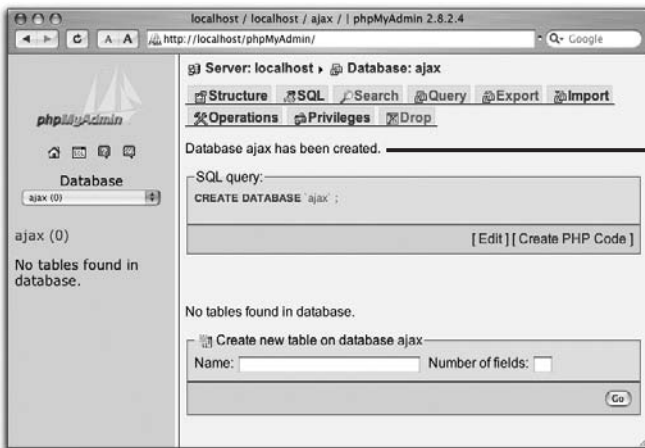 localhost / localhost / ajax / | phpMyAdmin 2.8.2.4
A A http://localhost/phpMyAdmin/ Q Google
phpMyAdmin
Database
ajax (0)
ajax (0)
No tables found in
database.
Server: localhost ▸ Database: ajax
Structure SQL Search Query Export Import
Operations Privileges Drop
Database ajax has been created.
SQL query:
CREATE DATABASE `ajax` ;
[ Edit ] [ Create PHP Code ]
No tables found in database.
Create new table on database ajax
Name: Number of fields:
Go